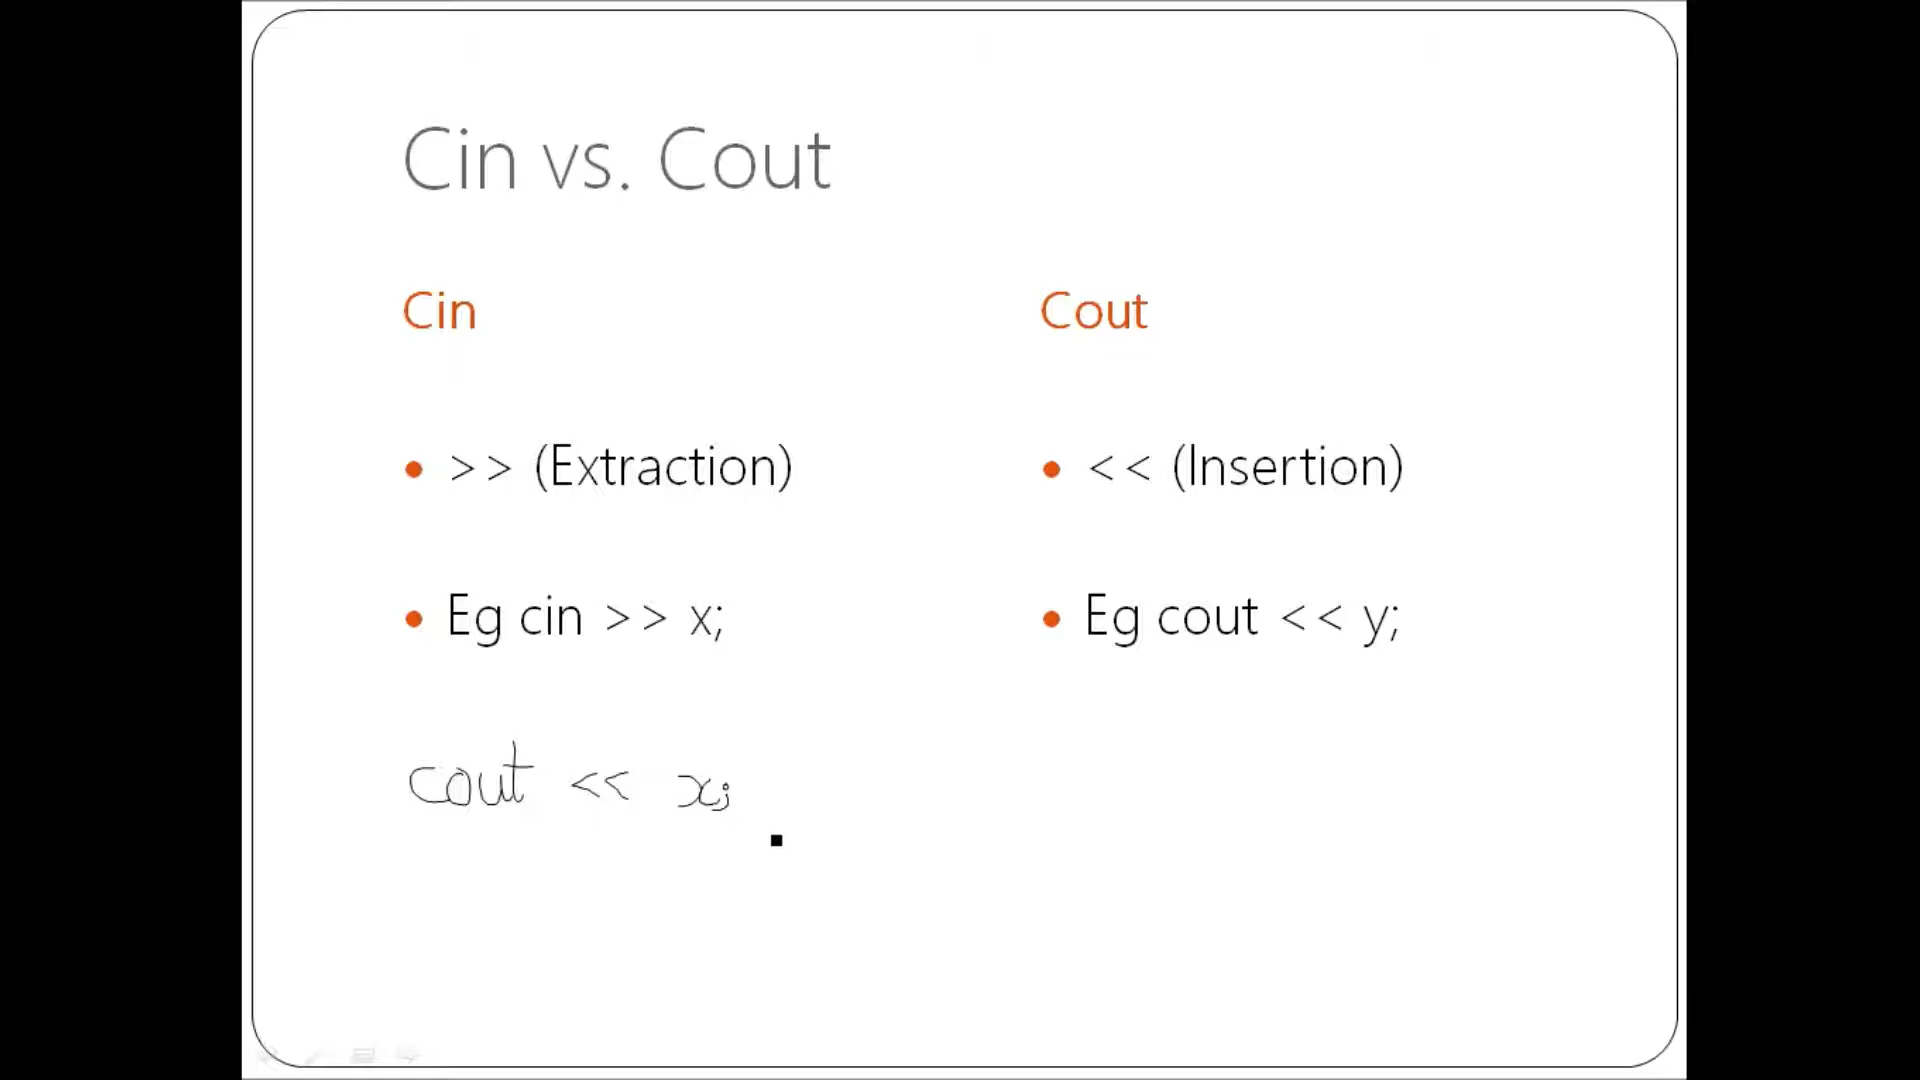 Cin vs. Cout
Cin
>> (Extraction)
Eg cin >> x;
cout << x;
Cout
<< (Insertion)
Eg cout << y;